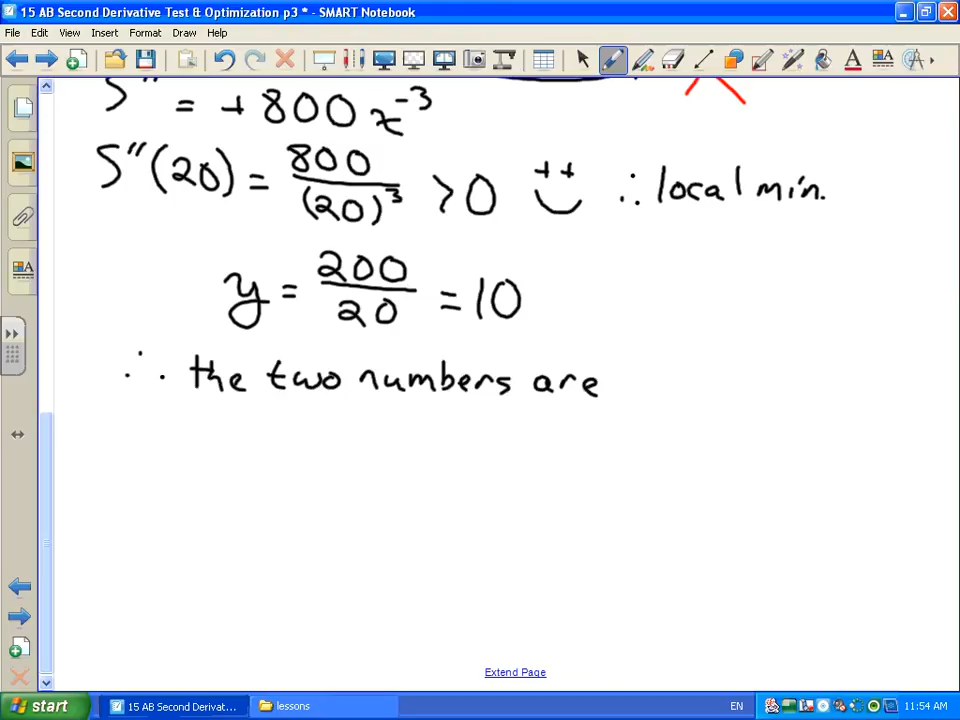 15 AB Second Derivative Test & Optimization p3 * - SMART Notebook
File Edit View Insert Format Draw Help
S'' = + 800 x⁻³
S''(20) = 800/(20)³ > 0 ∴ local min.
y = 200/20 = 10
∴ the two numbers are
Extend Page
start 15 AB Second Derivat... lessons EN 11:54 AM